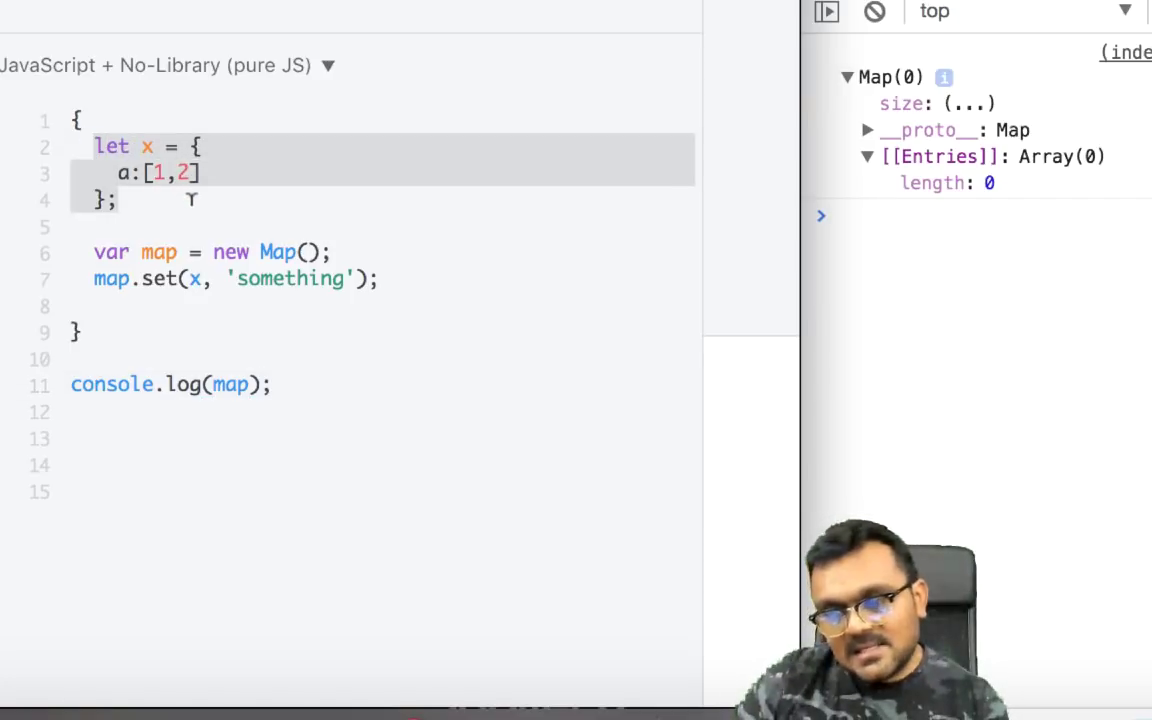 JavaScript + No-Library (pure JS) ▼
1 {
2 let x = {
3 a:[1,2]
4 };
5
6 var map = new Map();
7 map.set(x, 'something');
8
9 }
10
11 console.log(map);
12
13
14
15
top ▼
(inde
▼Map(0) i
size: (...)
▶__proto__: Map
▼[[Entries]]: Array(0)
length: 0
>